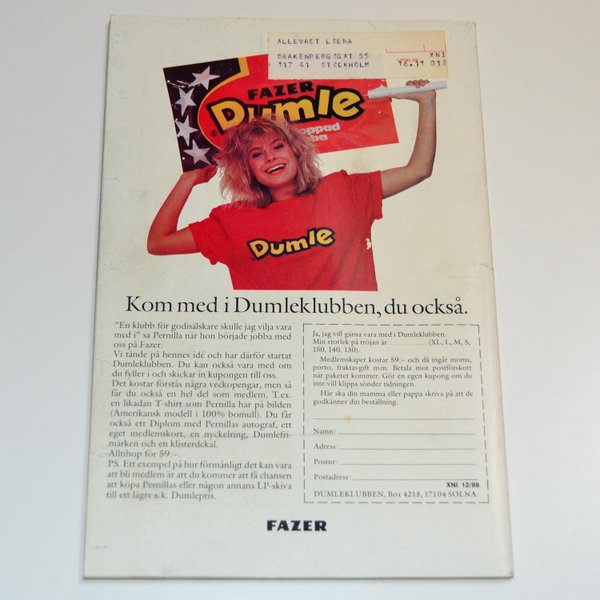 ALLEVRET LIENA
DRAKENBERGSGAT 55 XNI
117 41 STOCKHOLM 16.11 012
FAZER
®Dumle
Dumle
Kom med i Dumleklubben, du också.
"En klubb för godisälskare skulle jag vilja vara
med i" sa Pernilla när hon började jobba med
oss på Fazer.
Vi tände på hennes idé och har därför startat
Dumleklubben. Du kan också vara med om
du fyller i och skickar in kupongen till oss.
Det kostar förstås några veckopengar, men så
får du också en hel del som medlem. T.ex.
en likadan T-shirt som Pernilla har på bilden
(Amerikansk modell i 100% bomull). Du får
också ett Diplom med Pernillas autograf, ett
eget medlemskort, en nyckelring, Dumlefri-
märken och en klisterdekal.
Alltihop för 59:–.
PS. Ett exempel på hur förmånligt det kan vara
att bli medlem är att du kommer att få chansen
att köpa Pernillas eller någon annans LP-skiva
till ett lägre s.k. Dumlepris.
Ja, jag vill gärna vara med i Dumleklubben.
Min storlek på tröjan är .............. (XL, L, M, S,
150, 140, 130).
Medlemskapet kostar 59:– och då ingår moms,
porto, fraktavgift m.m. Betala mot postförskott
när paketet kommer. Gör en egen kupong om du
inte vill klippa sönder tidningen.
Här ska din mamma eller pappa skriva på att de
godkänner din beställning.
Namn:
Adress:
Postnr:
Postadress:
XNI 12/88
DUMLEKLUBBEN, Box 4213, 17104 SOLNA.
FAZER